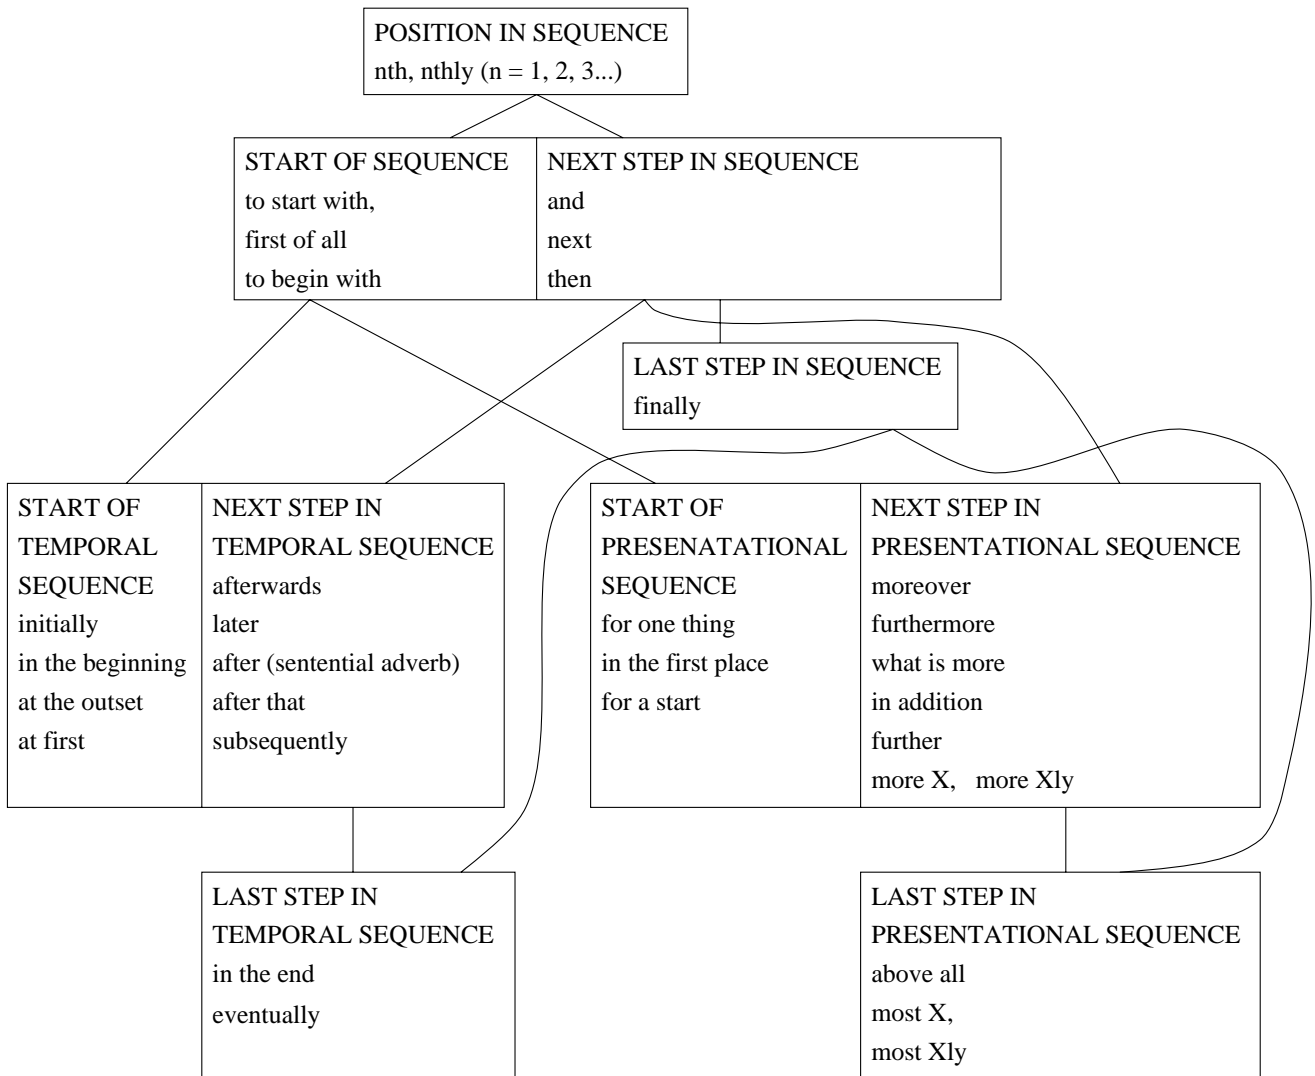 POSITION IN SEQUENCE
nth, nthly (n = 1, 2, 3...)
START OF SEQUENCE
to start with,
first of all
to begin with
NEXT STEP IN SEQUENCE
and
next
then
LAST STEP IN SEQUENCE
finally
START OF
TEMPORAL
SEQUENCE
initially
in the beginning
at the outset
at first
NEXT STEP IN
TEMPORAL SEQUENCE
afterwards
later
after (sentential adverb)
after that
subsequently
START OF
PRESENATATIONAL
SEQUENCE
for one thing
in the first place
for a start
NEXT STEP IN
PRESENTATIONAL SEQUENCE
moreover
furthermore
what is more
in addition
further
more X, more Xly
LAST STEP IN
TEMPORAL SEQUENCE
in the end
eventually
LAST STEP IN
PRESENTATIONAL SEQUENCE
above all
most X,
most Xly